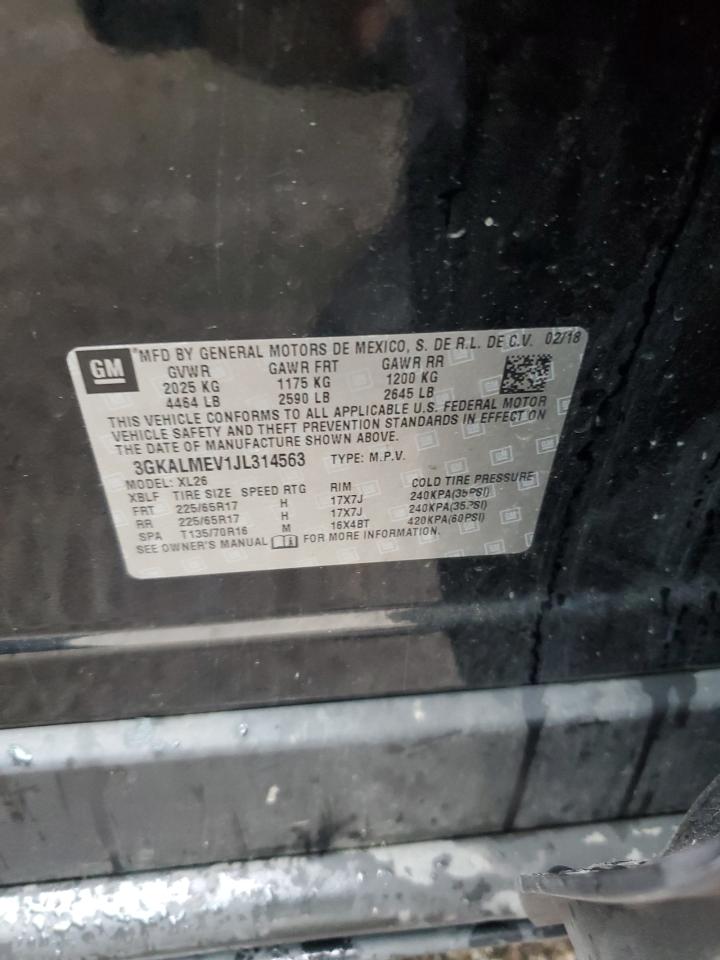 GM
*MFD BY GENERAL MOTORS DE MEXICO, S. DE R.L. DE C.V. 02/18
GVWR GAWR FRT GAWR RR
2025 KG 1175 KG 1200 KG
4464 LB 2590 LB 2645 LB
THIS VEHICLE CONFORMS TO ALL APPLICABLE U.S. FEDERAL MOTOR
VEHICLE SAFETY AND THEFT PREVENTION STANDARDS IN EFFECT ON
THE DATE OF MANUFACTURE SHOWN ABOVE.
3GKALMEV1JL314563 TYPE: M.P.V.
MODEL: XL26
XBLF TIRE SIZE SPEED RTG RIM COLD TIRE PRESSURE
FRT 225/65R17 H 17X7J 240KPA(35PSI)
RR 225/65R17 H 17X7J 240KPA(35PSI)
SPA T135/70R16 M 16X4BT 420KPA(60PSI)
SEE OWNER'S MANUAL FOR MORE INFORMATION.